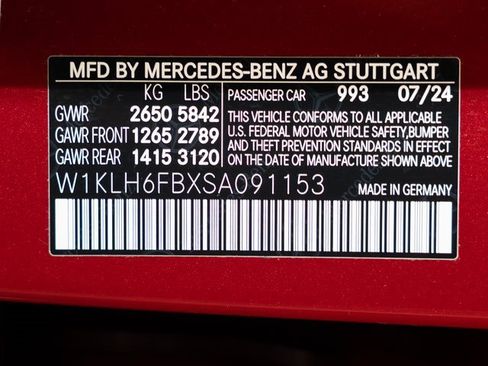 MFD BY MERCEDES-BENZ AG STUTTGART
KG LBS PASSENGER CAR 993 07/24
GVWR 2650 5842 THIS VEHICLE CONFORMS TO ALL APPLICABLE
GAWR FRONT 1265 2789 U.S. FEDERAL MOTOR VEHICLE SAFETY,BUMPER
AND THEFT PREVENTION STANDARDS IN EFFECT
GAWR REAR 1415 3120 ON THE DATE OF MANUFACTURE SHOWN ABOVE.
W1KLH6FBXSA091153 MADE IN GERMANY